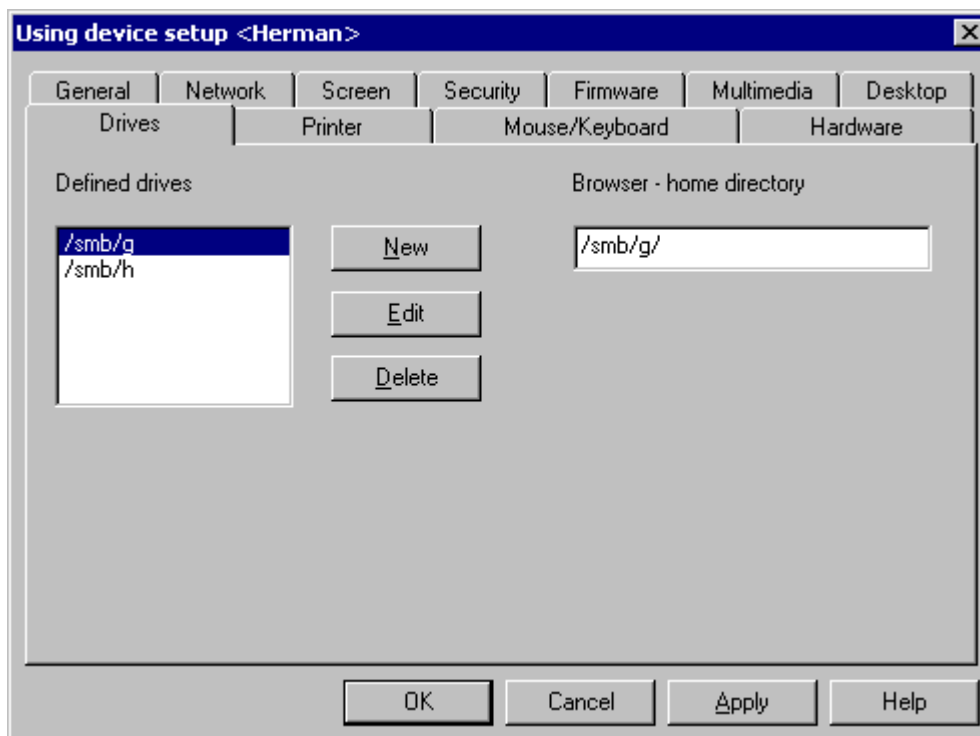 Using device setup <Herman>
General Network Screen Security Firmware Multimedia Desktop
Drives Printer Mouse/Keyboard Hardware
Defined drives Browser - home directory
/smb/g New /smb/g/
/smb/h
Edit
Delete
OK Cancel Apply Help